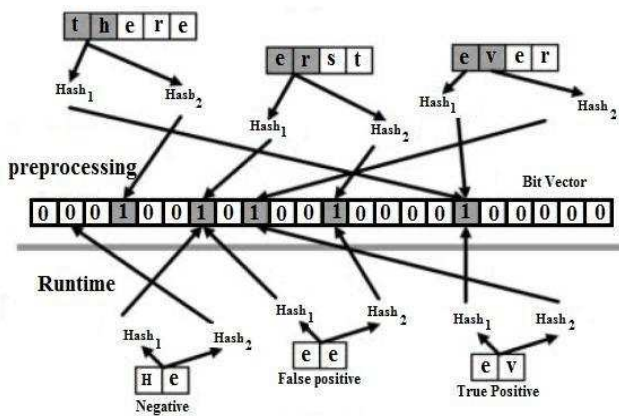 t h e r e
e r s t
e v e r
Hash1 Hash2
Hash1 Hash2
Hash1 Hash2
preprocessing
Bit Vector
0 0 0 1 0 0 1 0 1 0 0 1 0 0 0 0 1 0 0 0 0 0
Runtime
Hash1 Hash2
Hash1 Hash2
Hash1 Hash2
H e
e e
e v
Negative
False positive
True Positive